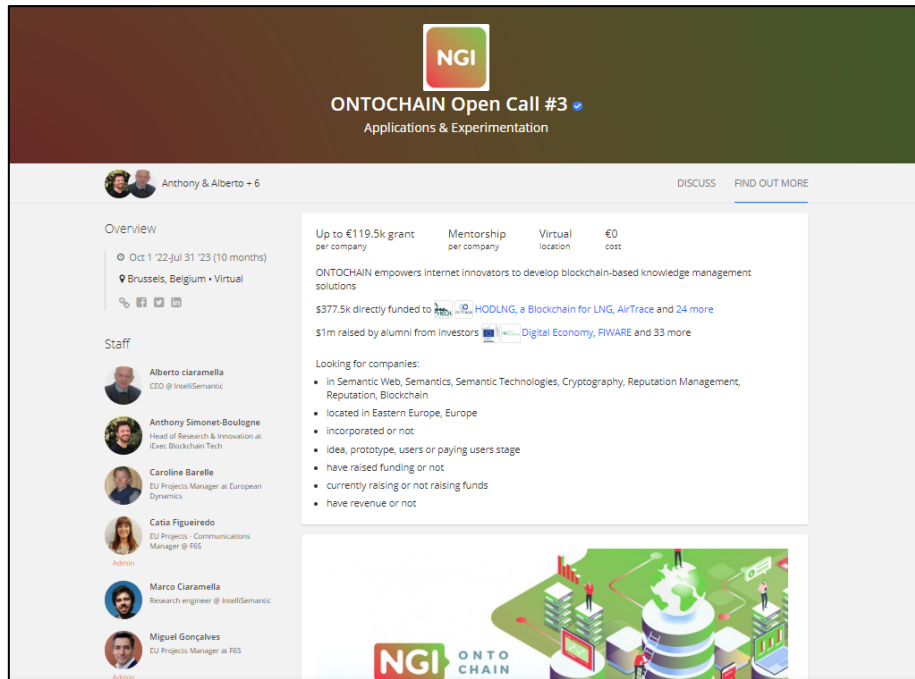 NGI
ONTOCHAIN Open Call #3
Applications & Experimentation
Anthony & Alberto + 6
DISCUSS
FIND OUT MORE
Overview
Oct 1 '22-Jul 31 '23 (10 months)
Brussels, Belgium • Virtual
Staff
Alberto ciaramella
CEO @ IntelliSemantic
Anthony Simonet-Boulogne
Head of Research & Innovation at
iExec Blockchain Tech
Caroline Barelle
EU Projects Manager at European
Dynamics
Catia Figueiredo
EU Projects - Communications
Manager @ F6S
Admin
Marco Ciaramella
Research engineer @ IntelliSemantic
Miguel Gonçalves
EU Projects Manager at F6S
Admin
Up to €119.5k grant
per company
Mentorship
per company
Virtual
location
€0
cost
ONTOCHAIN empowers internet innovators to develop blockchain-based knowledge management
solutions
$377.5k directly funded to HODLNG, a Blockchain for LNG, AirTrace and 24 more
$1m raised by alumni from investors Digital Economy, FIWARE and 33 more
Looking for companies:
• in Semantic Web, Semantics, Semantic Technologies, Cryptography, Reputation Management,
Reputation, Blockchain
• located in Eastern Europe, Europe
• incorporated or not
• idea, prototype, users or paying users stage
• have raised funding or not
• currently raising or not raising funds
• have revenue or not
NGI
ONTO
CHAIN